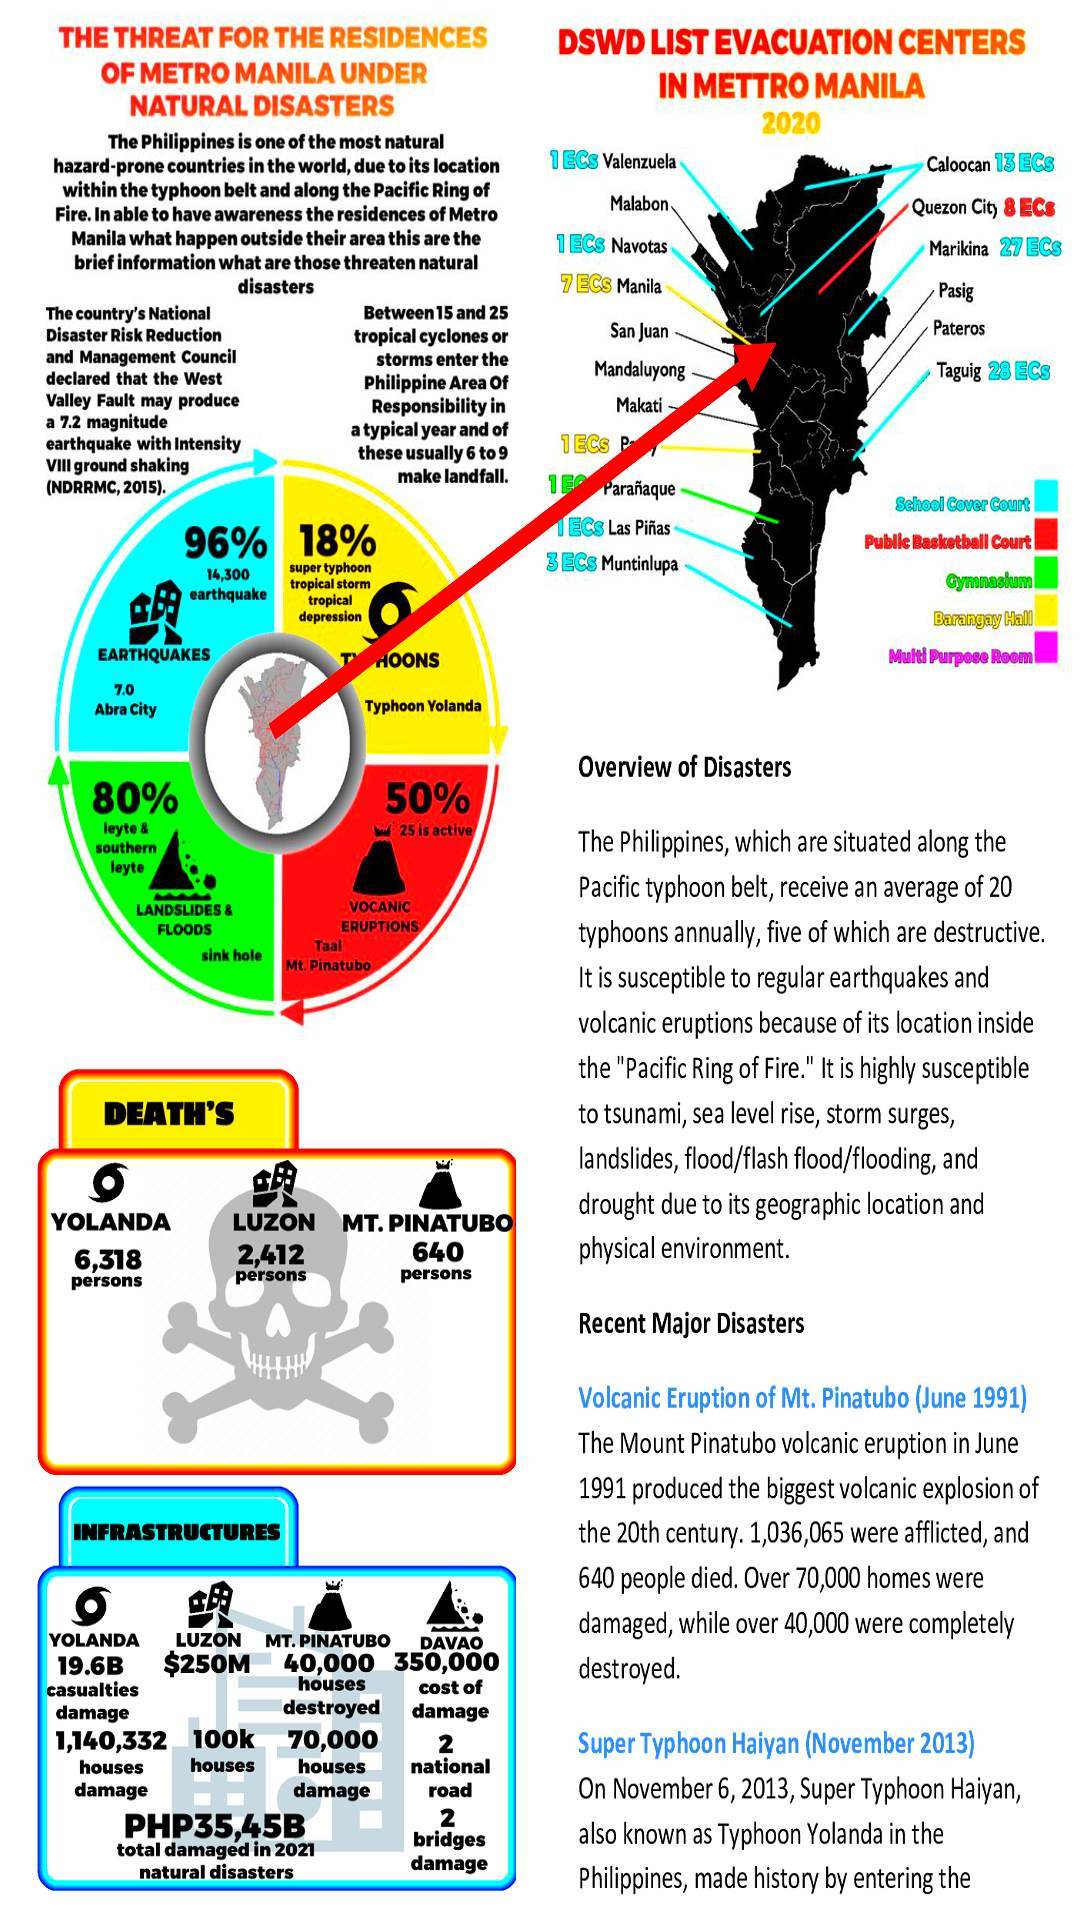 THE THREAT FOR THE RESIDENCES
OF METRO MANILA UNDER
NATURAL DISASTERS
The Philippines is one of the most natural
hazard-prone countries in the world, due to its location
within the typhoon belt and along the Pacific Ring of
Fire. In able to have awareness the residences of Metro
Manila what happen outside their area this are the
brief information what are those threaten natural
disasters
The country's National
Disaster Risk Reduction
and Management Council
declared that the West
Valley Fault may produce
a 7.2 magnitude
earthquake with Intensity
VIII ground shaking
(NDRRMC, 2015).
Between 15 and 25
tropical cyclones or
storms enter the
Philippine Area Of
Responsibility in
a typical year and of
these usually 6 to 9
make landfall.
96%
14,300
earthquake
EARTHQUAKES
7.0
Abra City
18%
super typhoon
tropical storm
tropical
depression
TYPHOONS
Typhoon Yolanda
80%
leyte &
southern
leyte
LANDSLIDES &
FLOODS
sink hole
50%
25 is active
VOCANIC
ERUPTIONS
Taal
Mt. Pinatubo
DEATH'S
YOLANDA
6,318
persons
LUZON
2,412
persons
MT. PINATUBO
640
persons
INFRASTRUCTURES
YOLANDA
19.6B
casualties
damage
1,140,332
houses
damage
LUZON
$250M
100k
houses
MT. PINATUBO
40,000
houses
destroyed
70,000
houses
damage
DAVAO
350,000
cost of
damage
2
national
road
2
bridges
damage
PHP35,45B
total damaged in 2021
natural disasters
DSWD LIST EVACUATION CENTERS
IN METTRO MANILA
2020
1 ECs Valenzuela
Malabon
1 ECs Navotas
7 ECs Manila
San Juan
Mandaluyong
Makati
1 ECs
Parañaque
1 ECs Las Piñas
3 ECs Muntinlupa
Caloocan 13 ECs
Quezon City 8 ECs
Marikina 27 ECs
Pasig
Pateros
Taguig 28 ECs
School Cover Court
Public Basketball Court
Gymnasium
Barangay Hall
Multi Purpose Room
Overview of Disasters
The Philippines, which are situated along the
Pacific typhoon belt, receive an average of 20
typhoons annually, five of which are destructive.
It is susceptible to regular earthquakes and
volcanic eruptions because of its location inside
the "Pacific Ring of Fire." It is highly susceptible
to tsunami, sea level rise, storm surges,
landslides, flood/flash flood/flooding, and
drought due to its geographic location and
physical environment.
Recent Major Disasters
Volcanic Eruption of Mt. Pinatubo (June 1991)
The Mount Pinatubo volcanic eruption in June
1991 produced the biggest volcanic explosion of
the 20th century. 1,036,065 were afflicted, and
640 people died. Over 70,000 homes were
damaged, while over 40,000 were completely
destroyed.
Super Typhoon Haiyan (November 2013)
On November 6, 2013, Super Typhoon Haiyan,
also known as Typhoon Yolanda in the
Philippines, made history by entering the